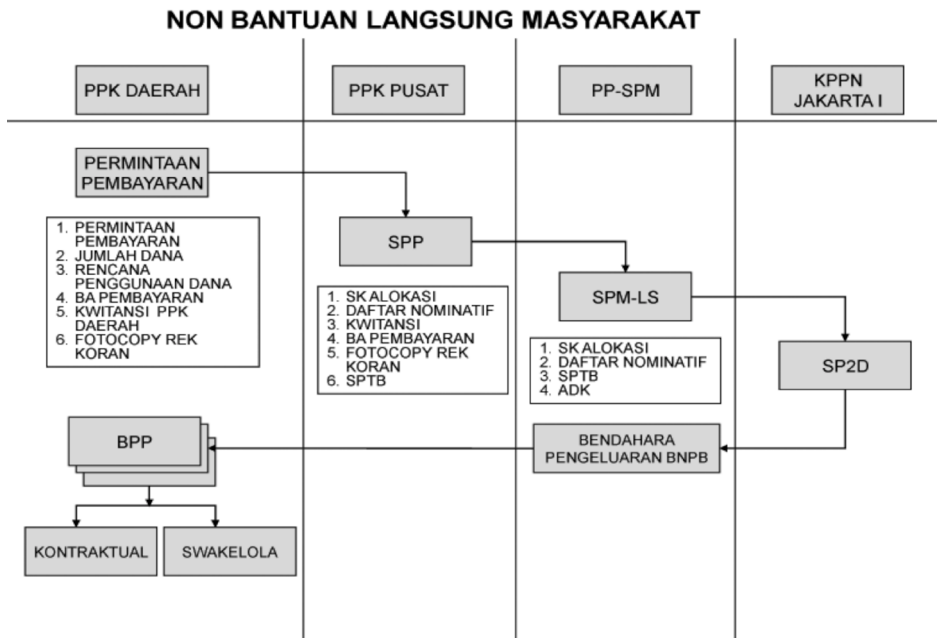 NON BANTUAN LANGSUNG MASYARAKAT
PPK DAERAH
PPK PUSAT
PP-SPM
KPPN
JAKARTA I
PERMINTAAN
PEMBAYARAN
1. PERMINTAAN
PEMBAYARAN
2. JUMLAH DANA
3. RENCANA
PENGGUNAAN DANA
4. BA PEMBAYARAN
5. KWITANSI PPK
DAERAH
6. FOTOCOPY REK
KORAN
SPP
1. SK ALOKASI
2. DAFTAR NOMINATIF
3. KWITANSI
4. BA PEMBAYARAN
5. FOTOCOPY REK
KORAN
6. SPTB
SPM-LS
1. SK ALOKASI
2. DAFTAR NOMINATIF
3. SPTB
4. ADK
SP2D
BENDAHARA
PENGELUARAN BNPB
BPP
KONTRAKTUAL
SWAKELOLA